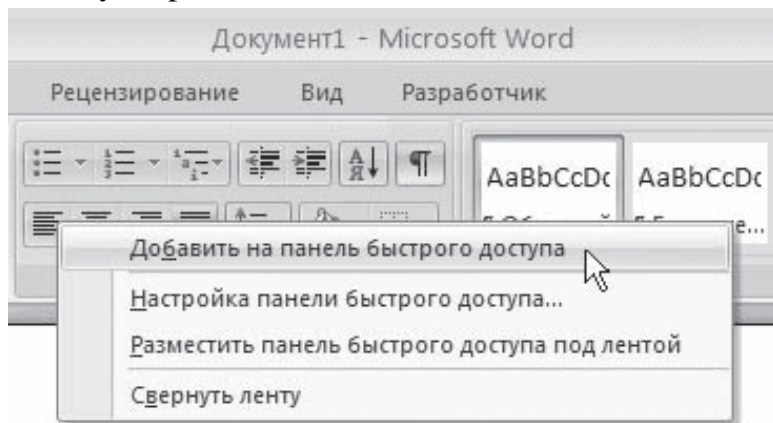 Документ1 - Microsoft Word
Рецензирование Вид Разработчик
AaBbCcDc AaBbCcDc
Добавить на панель быстрого доступа
Настройка панели быстрого доступа...
Разместить панель быстрого доступа под лентой
Свернуть ленту